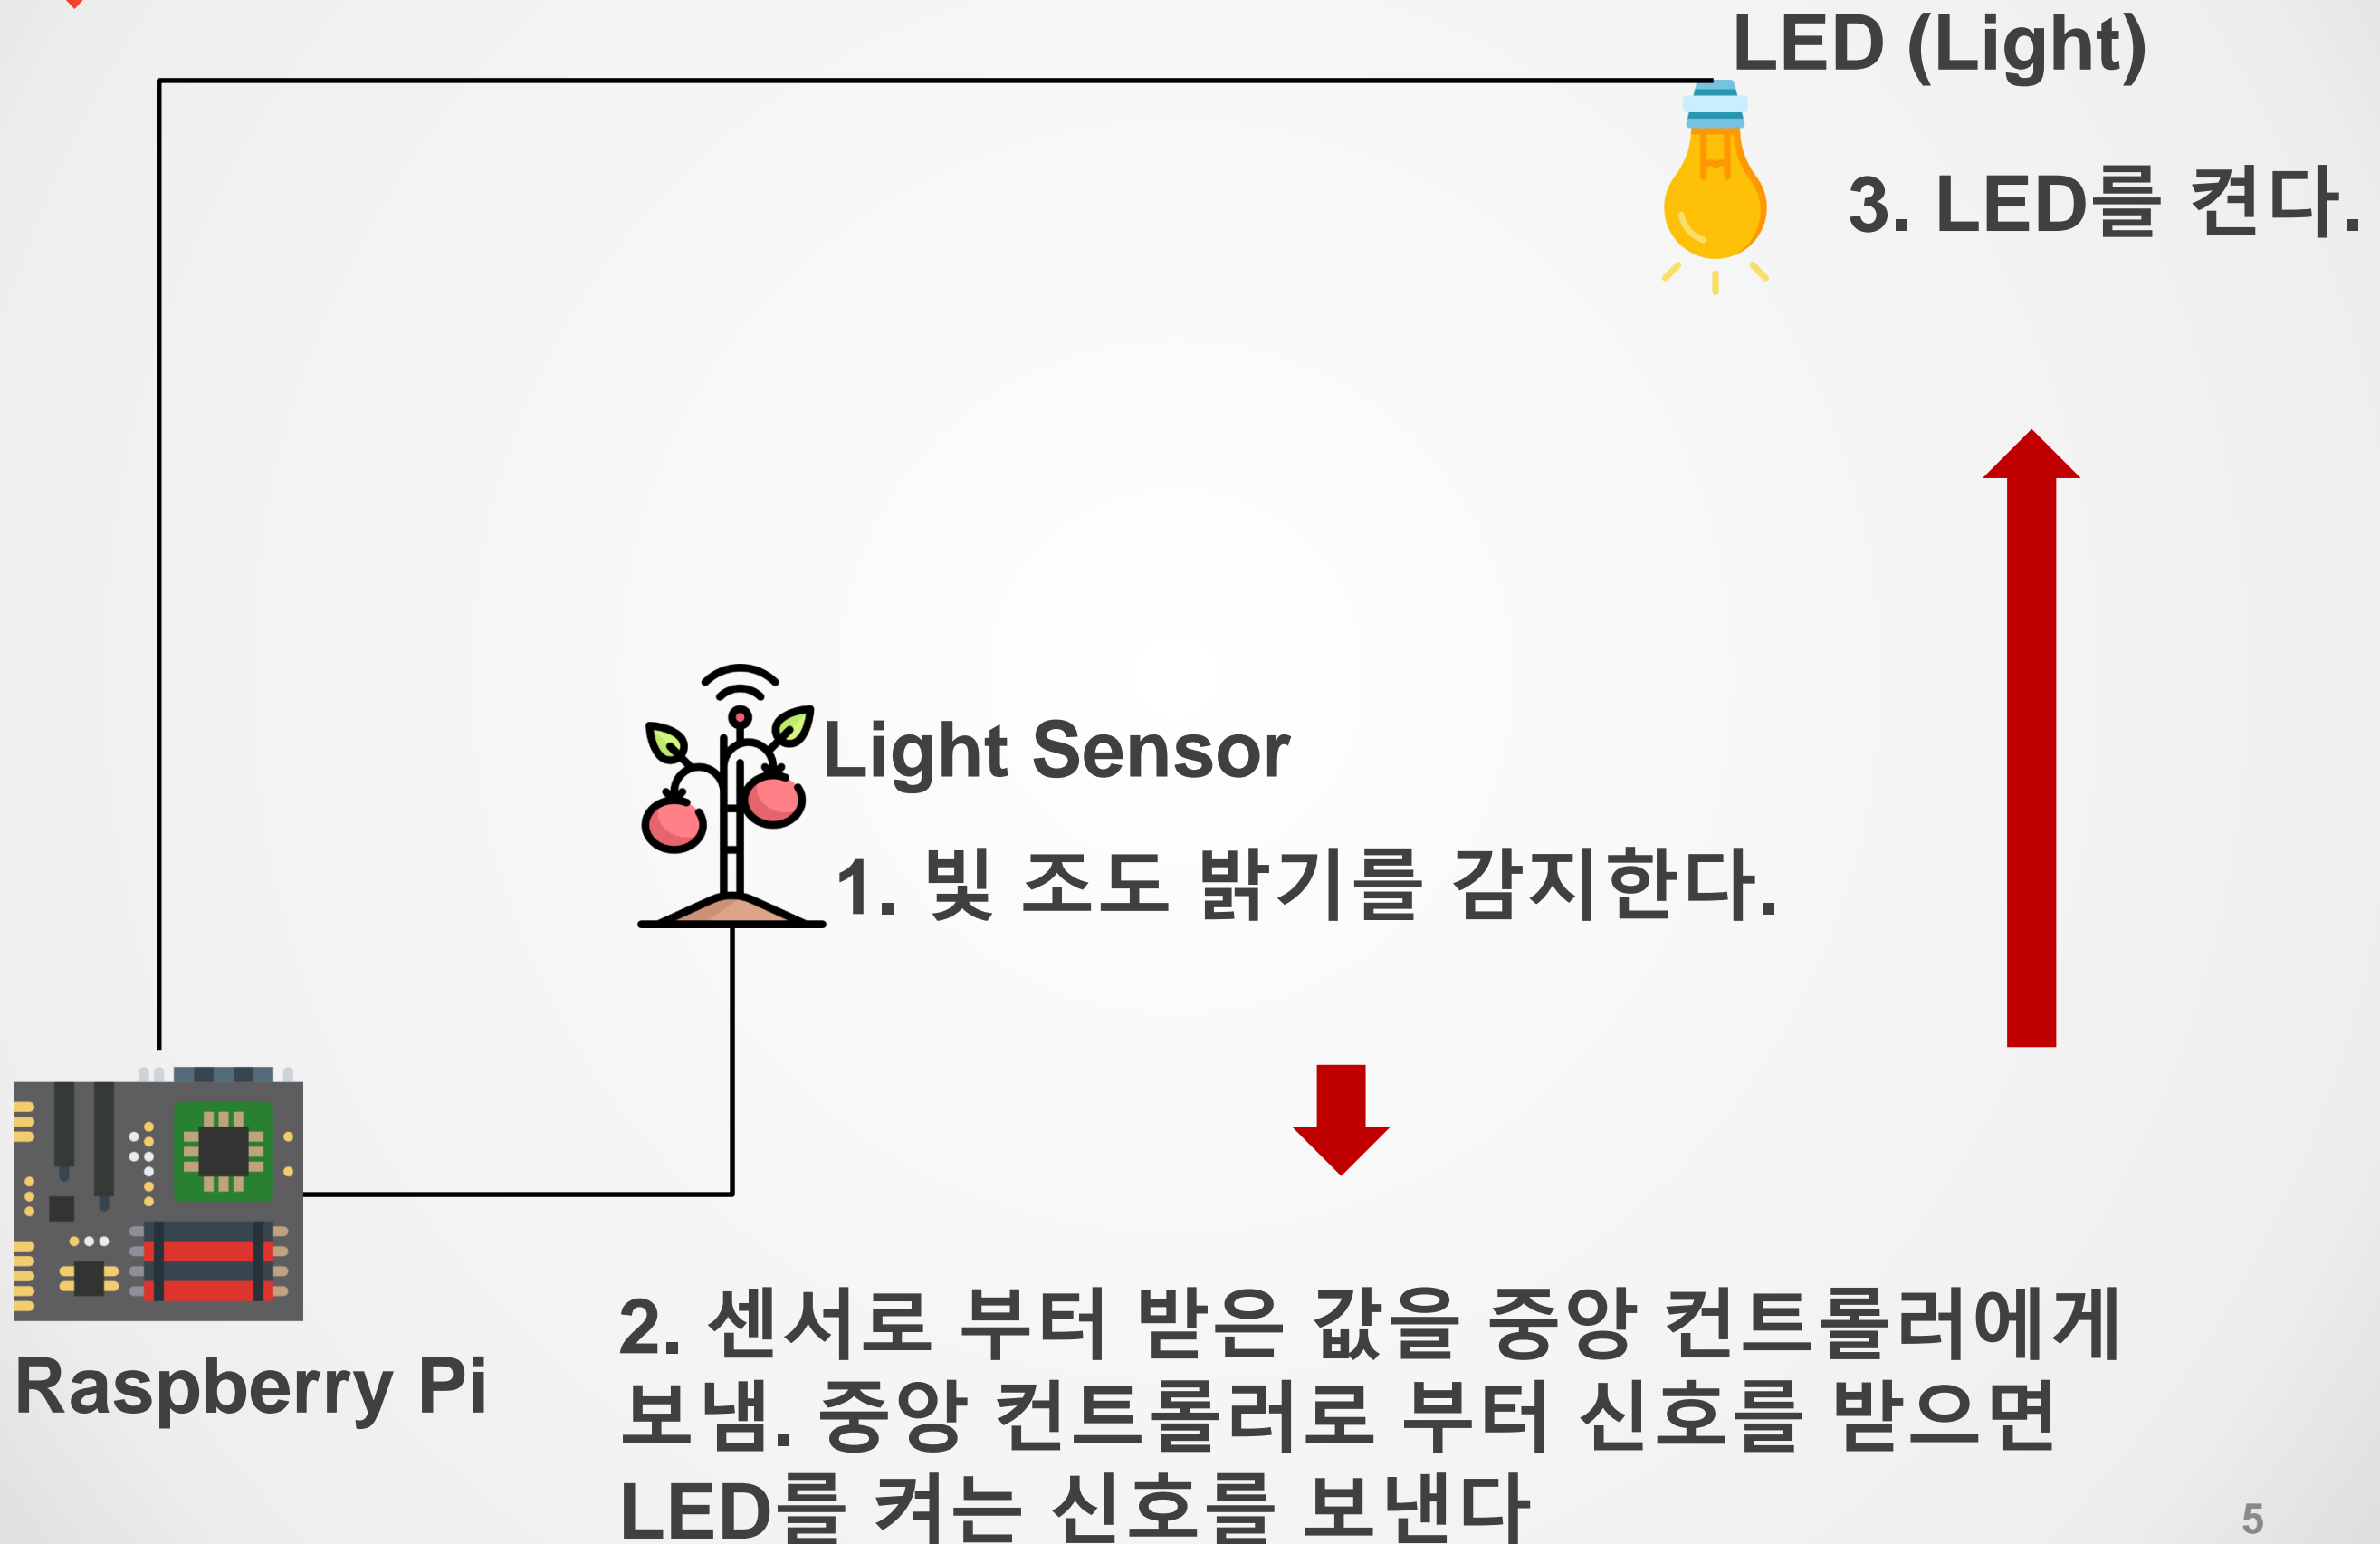 LED (Light)
3. LED를 켠다.
Light Sensor
1. 빛 조도 밝기를 감지한다.
Raspberry Pi
2. 센서로 부터 받은 값을 중앙 컨트롤러에게
보냄. 중앙 컨트롤러로 부터 신호를 받으면
LED를 켜는 신호를 보낸다
5